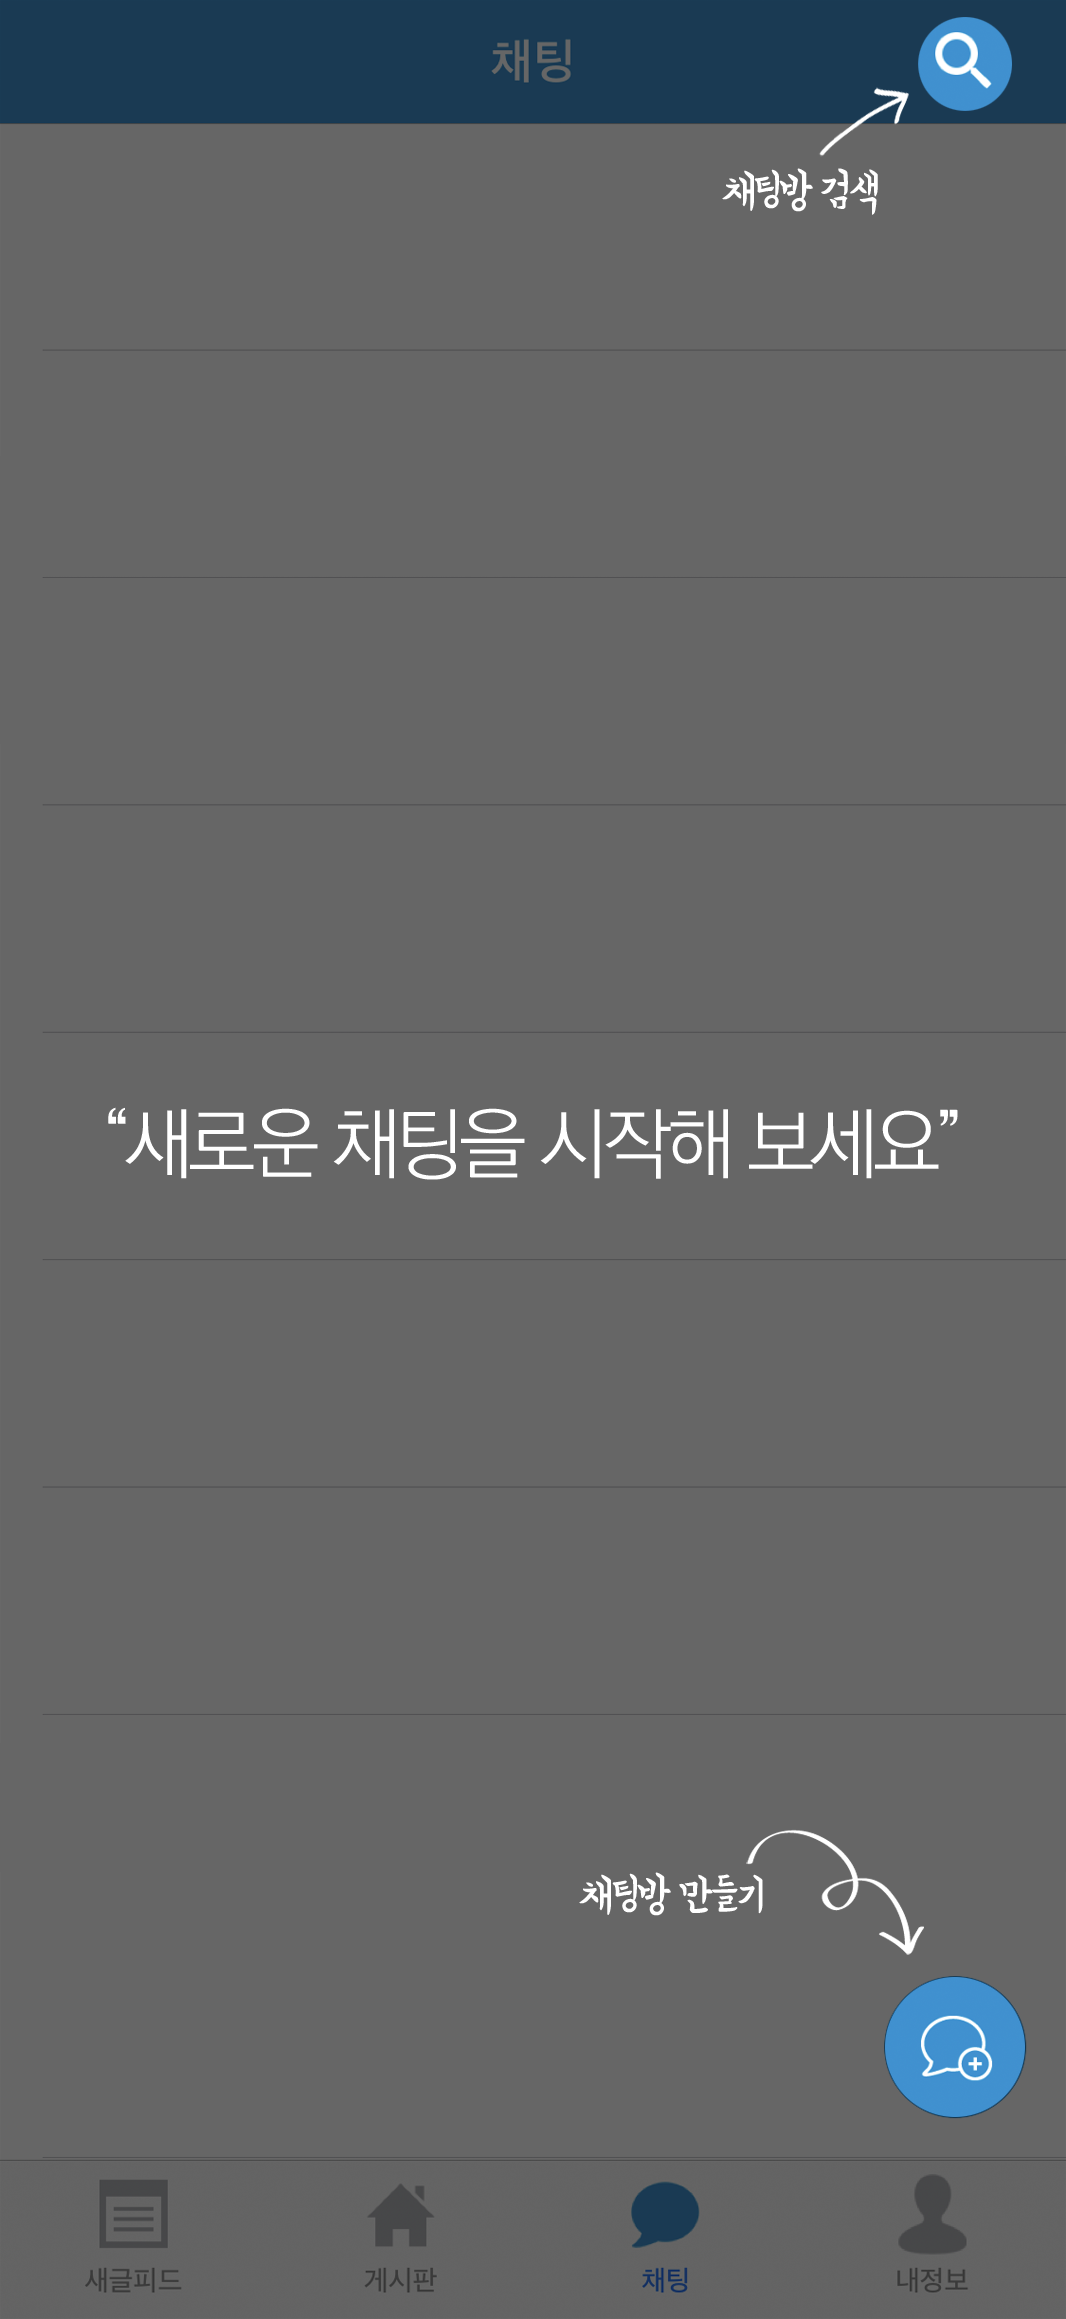 채팅
채팅방 검색
“새로운 채팅을 시작해 보세요”
채팅방 만들기
새글피드 게시판 채팅 내정보